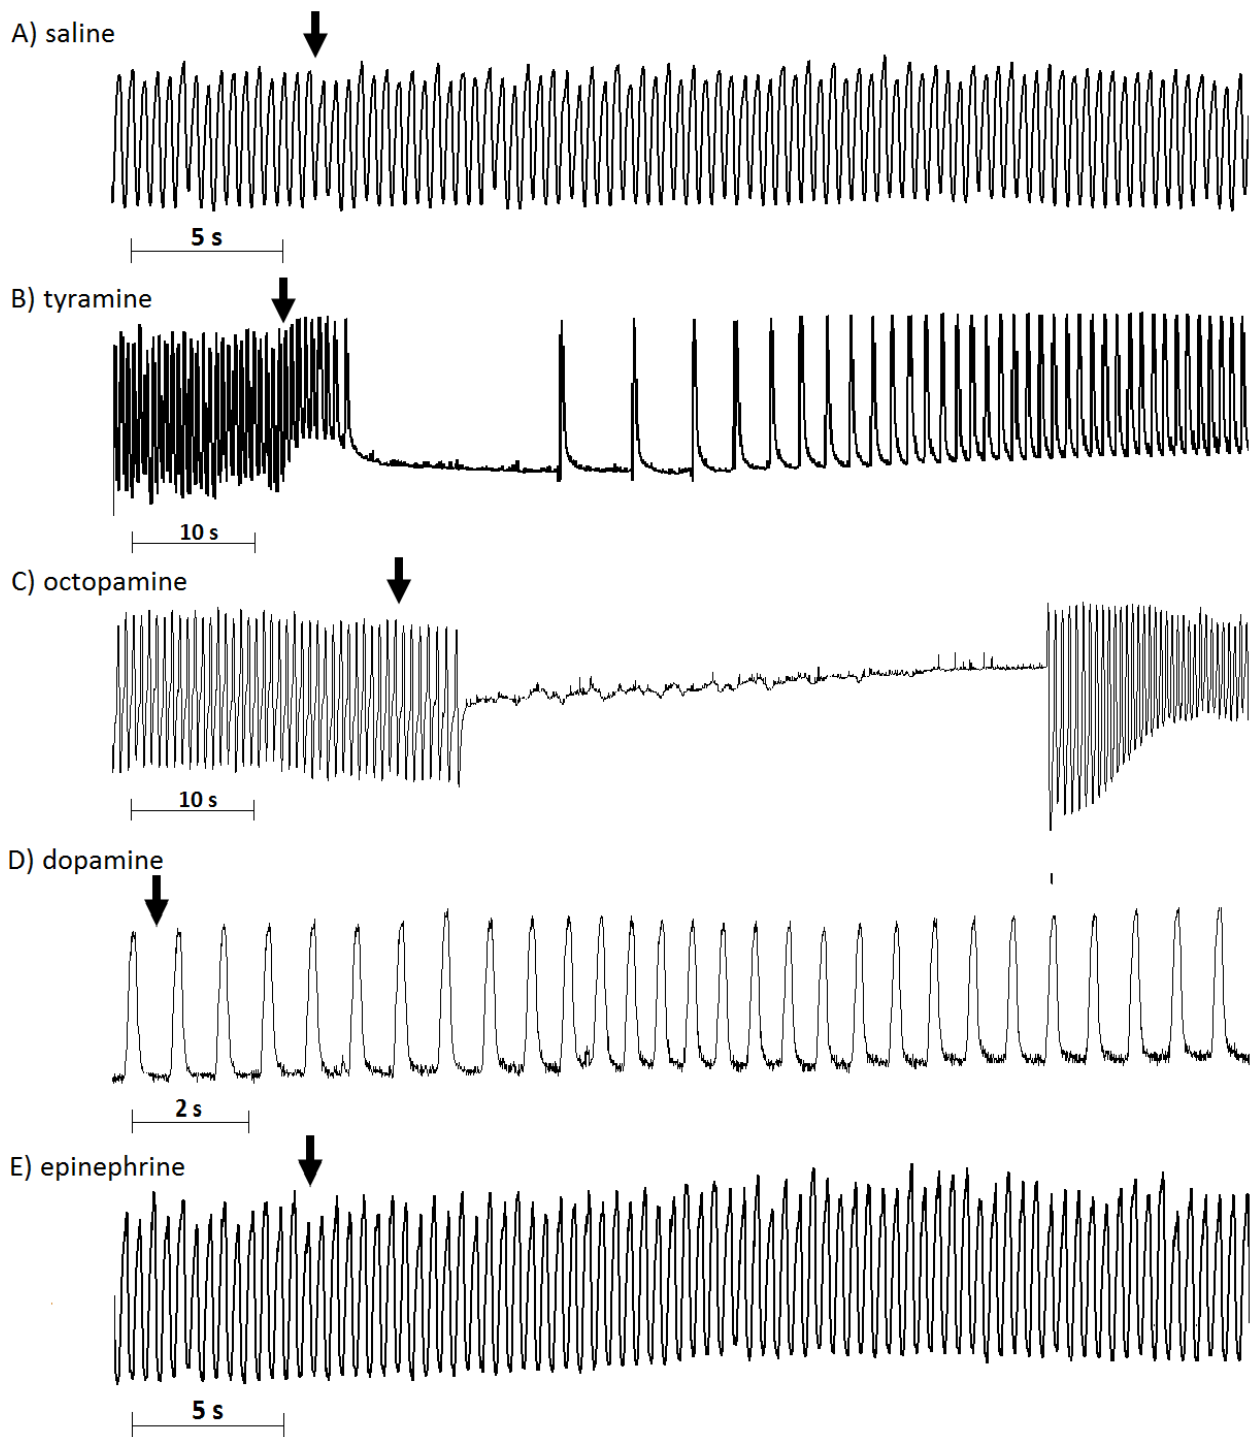 A) saline
5 s
B) tyramine
10 s
C) octopamine
10 s
D) dopamine
2 s
E) epinephrine
5 s